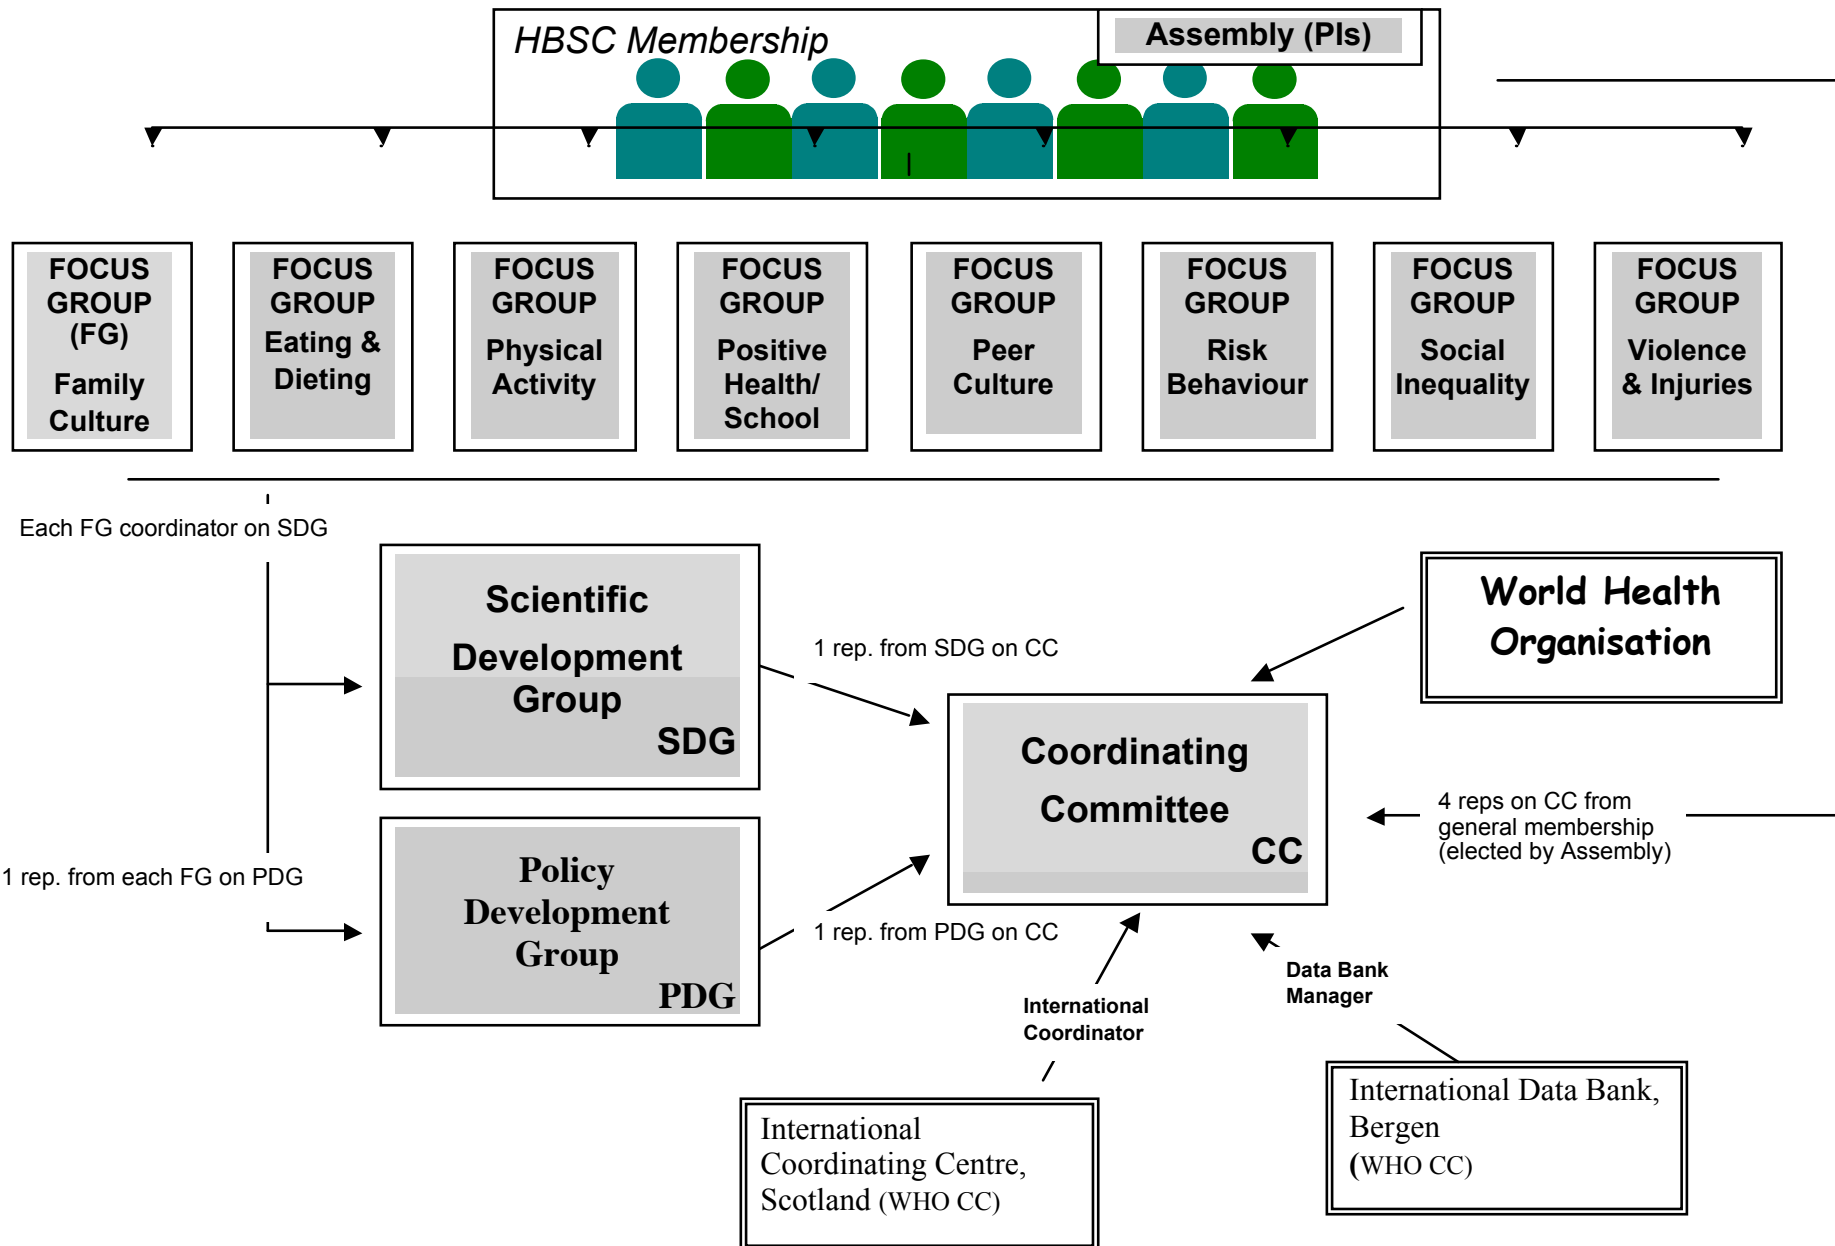 HBSC Membership
Assembly (PIs)
FOCUS
GROUP
(FG)
Family
Culture
FOCUS
GROUP
Eating &
Dieting
FOCUS
GROUP
Physical
Activity
FOCUS
GROUP
Positive
Health/
School
FOCUS
GROUP
Peer
Culture
FOCUS
GROUP
Risk
Behaviour
FOCUS
GROUP
Social
Inequality
FOCUS
GROUP
Violence
& Injuries
Each FG coordinator on SDG
Scientific
Development
Group
SDG
1 rep. from SDG on CC
World Health
Organisation
Coordinating
Committee
CC
4 reps on CC from
general membership
(elected by Assembly)
1 rep. from each FG on PDG
Policy
Development
Group
PDG
1 rep. from PDG on CC
International
Coordinator
Data Bank
Manager
International
Coordinating Centre,
Scotland (WHO CC)
International Data Bank,
Bergen
(WHO CC)